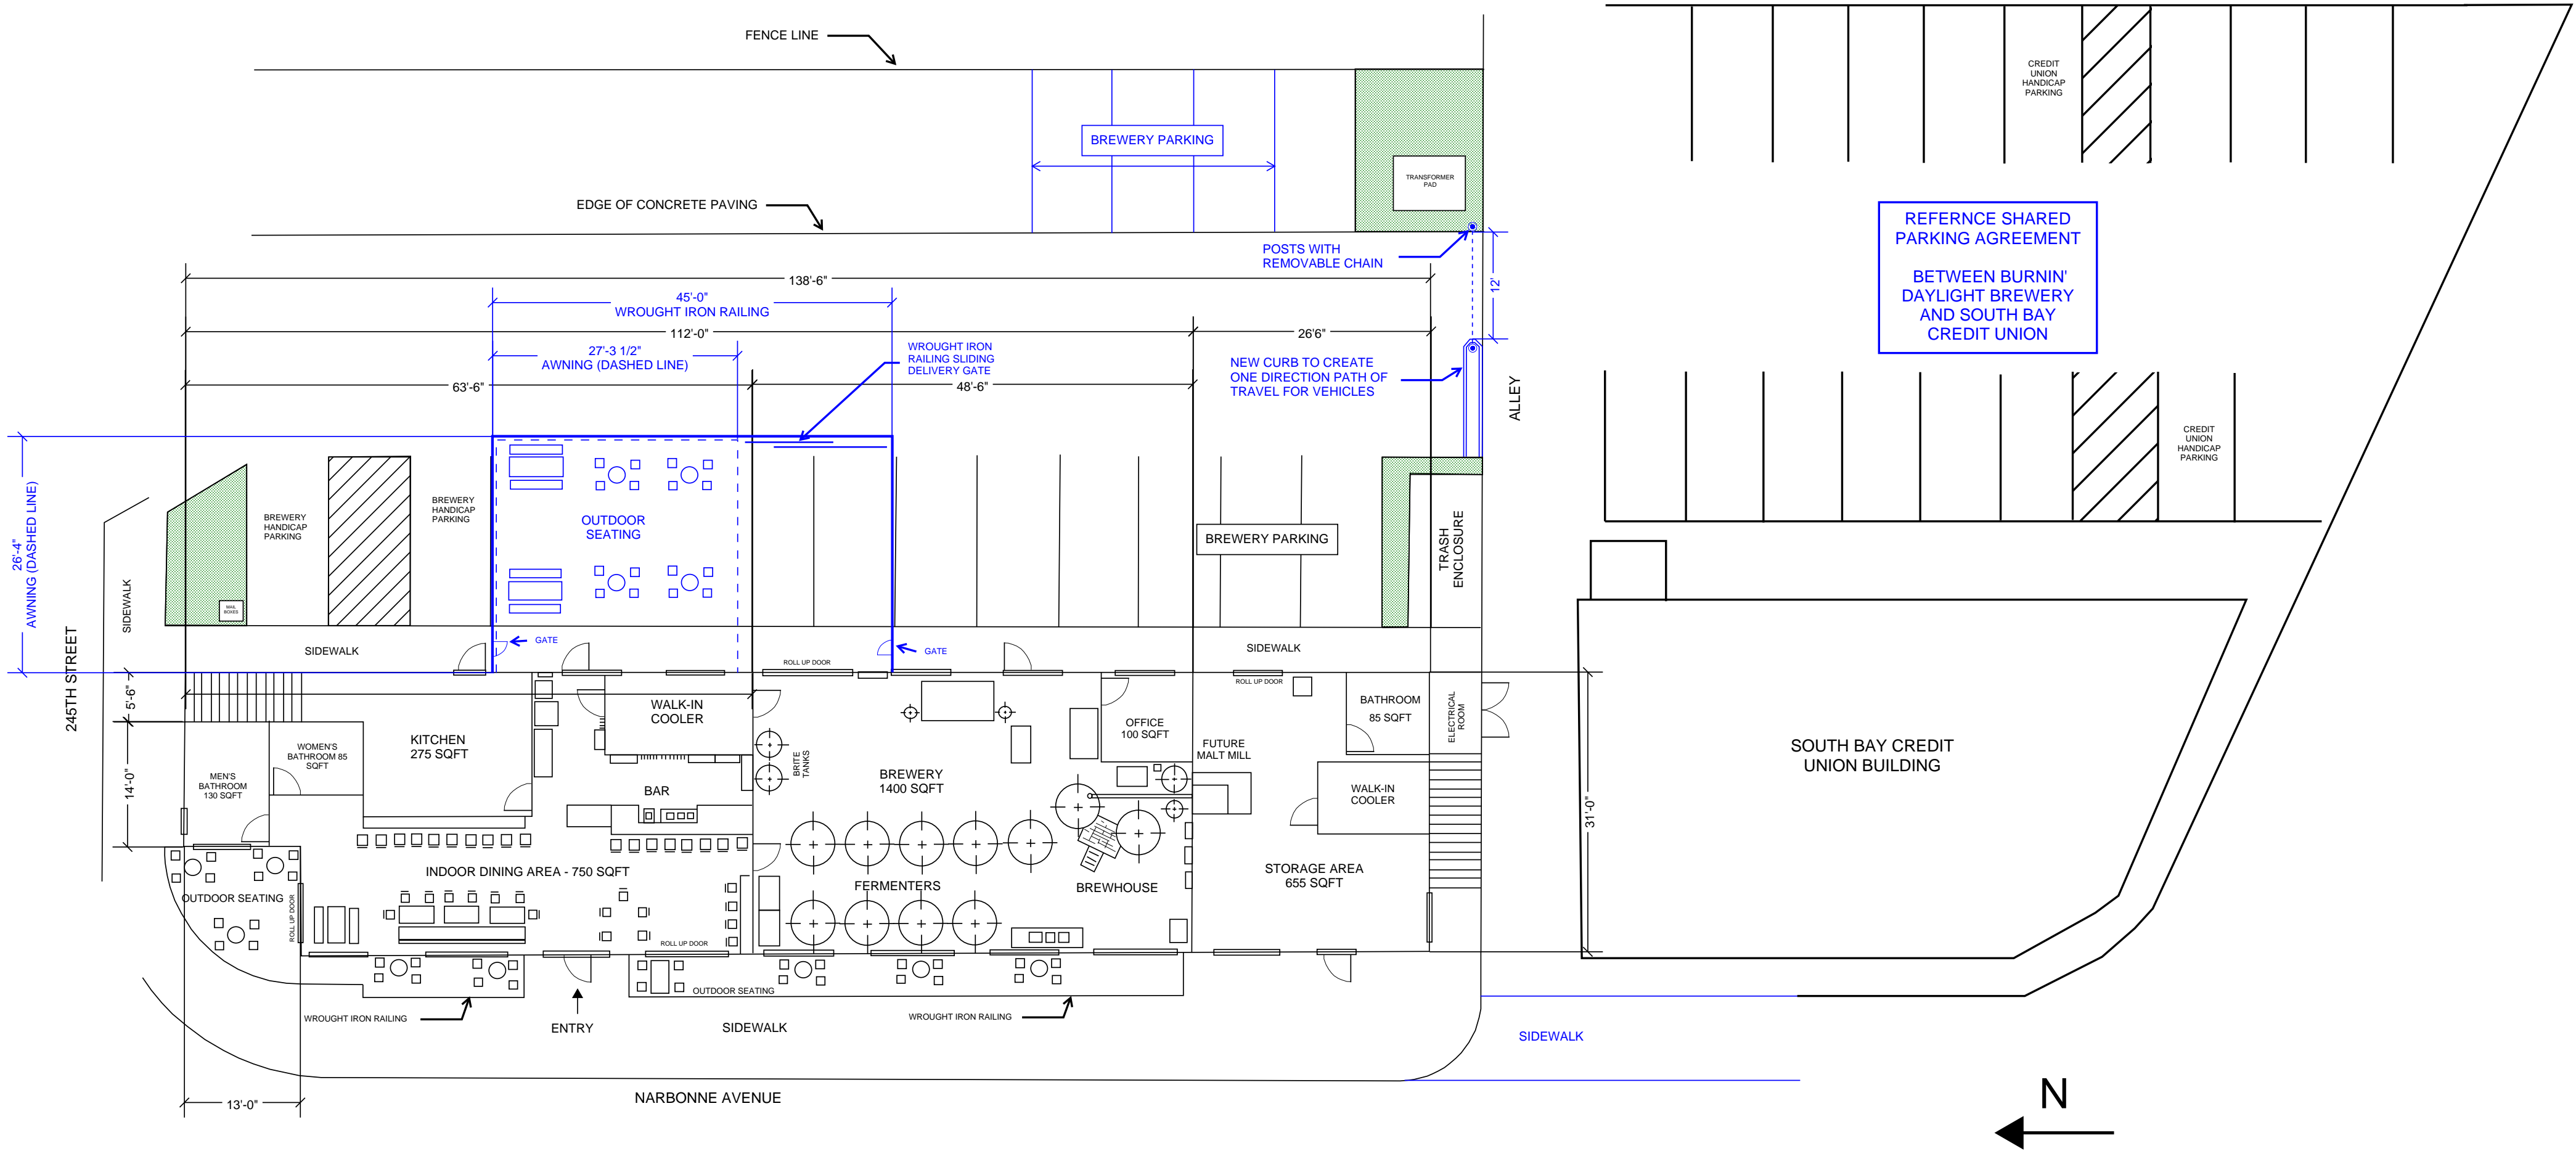 FENCE LINE
CREDIT
UNION
HANDICAP
PARKING
BREWERY PARKING
TRANSFORMER
PAD
EDGE OF CONCRETE PAVING
REFERNCE SHARED
PARKING AGREEMENT
BETWEEN BURNIN'
DAYLIGHT BREWERY
AND SOUTH BAY
CREDIT UNION
POSTS WITH
REMOVABLE CHAIN
12'
138'-6"
45'-0"
WROUGHT IRON RAILING
112'-0"
26'6"
27'-3 1/2"
AWNING (DASHED LINE)
WROUGHT IRON
RAILING SLIDING
DELIVERY GATE
NEW CURB TO CREATE
ONE DIRECTION PATH OF
TRAVEL FOR VEHICLES
63'-6"
48'-6"
ALLEY
26'-4"
AWNING (DASHED LINE)
BREWERY
HANDICAP
PARKING
BREWERY
HANDICAP
PARKING
OUTDOOR
SEATING
BREWERY PARKING
TRASH
ENCLOSURE
CREDIT
UNION
HANDICAP
PARKING
MAIL
BOXES
SIDEWALK
245TH STREET
SIDEWALK
GATE
GATE
SIDEWALK
ROLL UP DOOR
ROLL UP DOOR
5'-6"
14'-0"
MEN'S
BATHROOM
130 SQFT
WOMEN'S
BATHROOM 85
SQFT
KITCHEN
275 SQFT
WALK-IN
COOLER
BAR
BRITE
TANKS
BREWERY
1400 SQFT
OFFICE
100 SQFT
FUTURE
MALT MILL
BATHROOM
85 SQFT
ELECTRICAL
ROOM
WALK-IN
COOLER
31'-0"
SOUTH BAY CREDIT
UNION BUILDING
INDOOR DINING AREA - 750 SQFT
FERMENTERS
BREWHOUSE
STORAGE AREA
655 SQFT
OUTDOOR SEATING
ROLL UP DOOR
ROLL UP DOOR
OUTDOOR SEATING
WROUGHT IRON RAILING
ENTRY
SIDEWALK
WROUGHT IRON RAILING
SIDEWALK
13'-0"
NARBONNE AVENUE
N